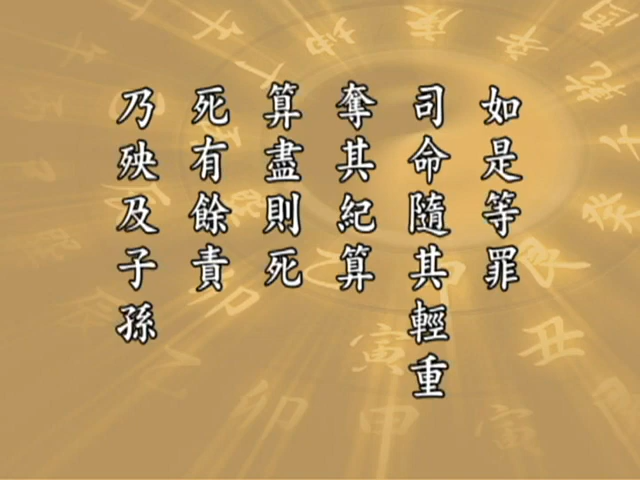 如是等罪
司命隨其輕重
奪其紀算
算盡則死
死有餘責
乃殃及子孫